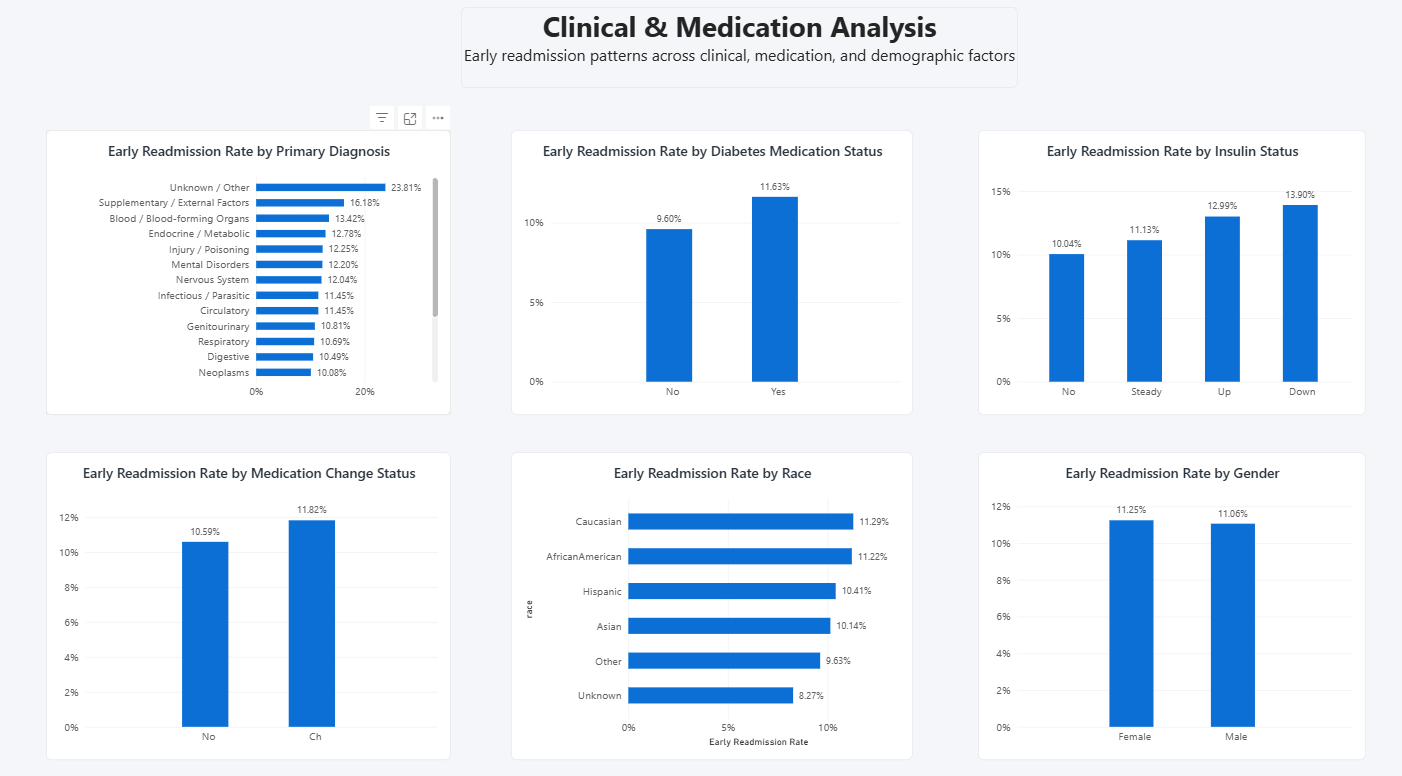 Clinical & Medication Analysis
Early readmission patterns across clinical, medication, and demographic factors
Early Readmission Rate by Primary Diagnosis
Unknown / Other 23.81%
Supplementary / External Factors 16.18%
Blood / Blood-forming Organs 13.42%
Endocrine / Metabolic 12.78%
Injury / Poisoning 12.25%
Mental Disorders 12.20%
Nervous System 12.04%
Infectious / Parasitic 11.45%
Circulatory 11.45%
Genitourinary 10.81%
Respiratory 10.69%
Digestive 10.49%
Neoplasms 10.08%
0% 20%
Early Readmission Rate by Diabetes Medication Status
11.63%
9.60%
10%
5%
0%
No Yes
Early Readmission Rate by Insulin Status
15%
13.90%
12.99%
11.13%
10.04%
10%
5%
0%
No Steady Up Down
Early Readmission Rate by Medication Change Status
11.82%
12%
10.59%
10%
8%
6%
4%
2%
0%
No Ch
Early Readmission Rate by Race
Caucasian 11.29%
AfricanAmerican 11.22%
Hispanic 10.41%
race
Asian 10.14%
Other 9.63%
Unknown 8.27%
0% 5% 10%
Early Readmission Rate
Early Readmission Rate by Gender
12%
11.25% 11.06%
10%
8%
6%
4%
2%
0%
Female Male